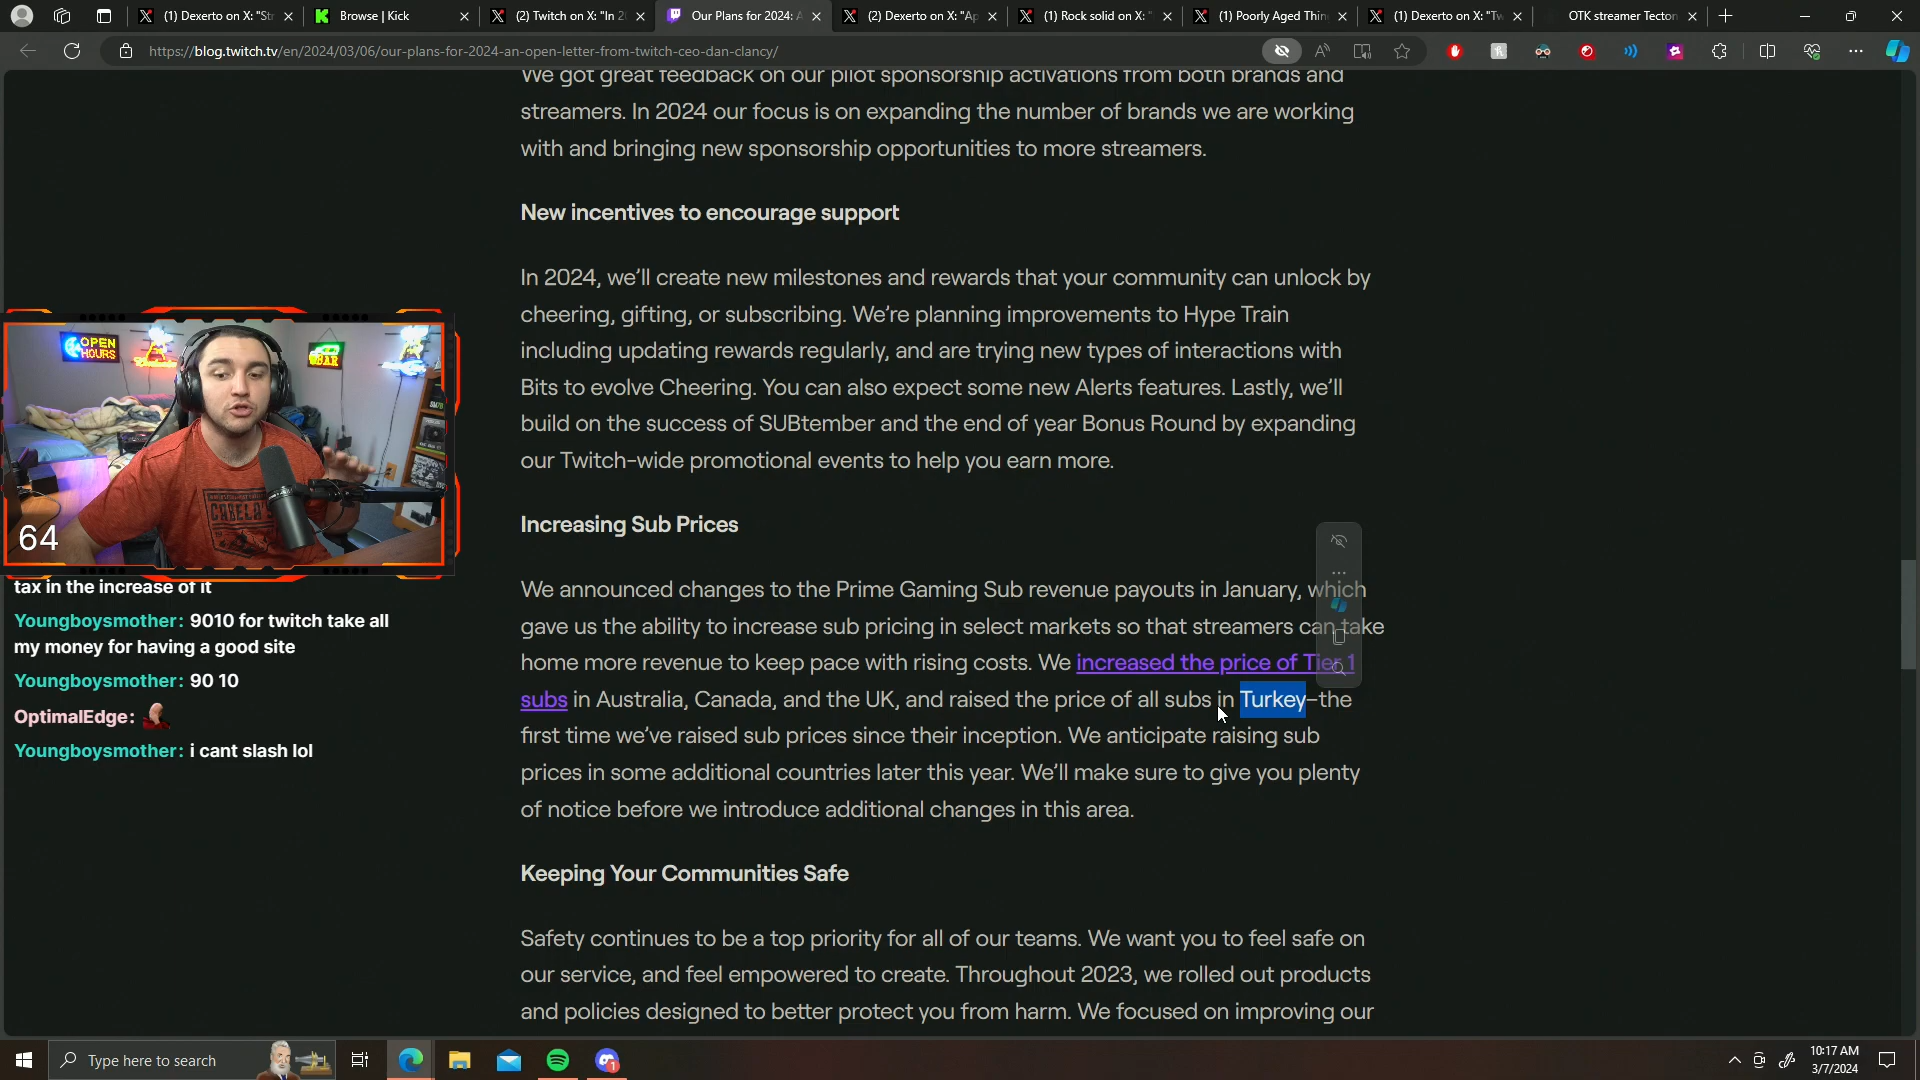 (1) Dexerto on X: "Str
Browse | Kick
(2) Twitch on X: "In 2
Our Plans for 2024: A
(2) Dexerto on X: "Ap
(1) Rock solid on X: "
(1) Poorly Aged Thin
(1) Dexerto on X: "Tw
OTK streamer Tecton
https://blog.twitch.tv/en/2024/03/06/our-plans-for-2024-an-open-letter-from-twitch-ceo-dan-clancy/
We got great feedback on our pilot sponsorship activations from both brands and
streamers. In 2024 our focus is on expanding the number of brands we are working
with and bringing new sponsorship opportunities to more streamers.
New incentives to encourage support
In 2024, we'll create new milestones and rewards that your community can unlock by
cheering, gifting, or subscribing. We're planning improvements to Hype Train
including updating rewards regularly, and are trying new types of interactions with
Bits to evolve Cheering. You can also expect some new Alerts features. Lastly, we'll
build on the success of SUBtember and the end of year Bonus Round by expanding
our Twitch-wide promotional events to help you earn more.
Increasing Sub Prices
We announced changes to the Prime Gaming Sub revenue payouts in January, which
gave us the ability to increase sub pricing in select markets so that streamers can take
home more revenue to keep pace with rising costs. We increased the price of Tier 1
subs in Australia, Canada, and the UK, and raised the price of all subs in Turkey–the
first time we've raised sub prices since their inception. We anticipate raising sub
prices in some additional countries later this year. We'll make sure to give you plenty
of notice before we introduce additional changes in this area.
Keeping Your Communities Safe
Safety continues to be a top priority for all of our teams. We want you to feel safe on
our service, and feel empowered to create. Throughout 2023, we rolled out products
and policies designed to better protect you from harm. We focused on improving our
OPEN
HOURS
BAR
CABELA'S
64
tax in the increase of it
Youngboysmother: 9010 for twitch take all
my money for having a good site
Youngboysmother: 90 10
OptimalEdge:
Youngboysmother: i cant slash lol
Type here to search
1
10:17 AM
3/7/2024